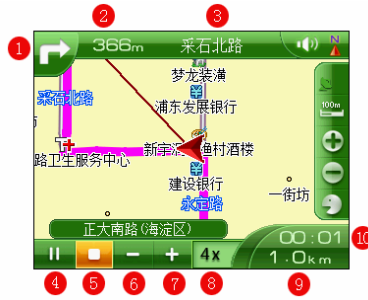 2
3
1
366m
采石北路
N
梦龙装潢
采石北路
浦东发展银行
100m
新宇
渔村酒楼
路卫生服务中心
建设银行
一街坊
永定路
正大南路(海淀区)
00:01
10
4x
1.0km
4
5
6
7
8
9